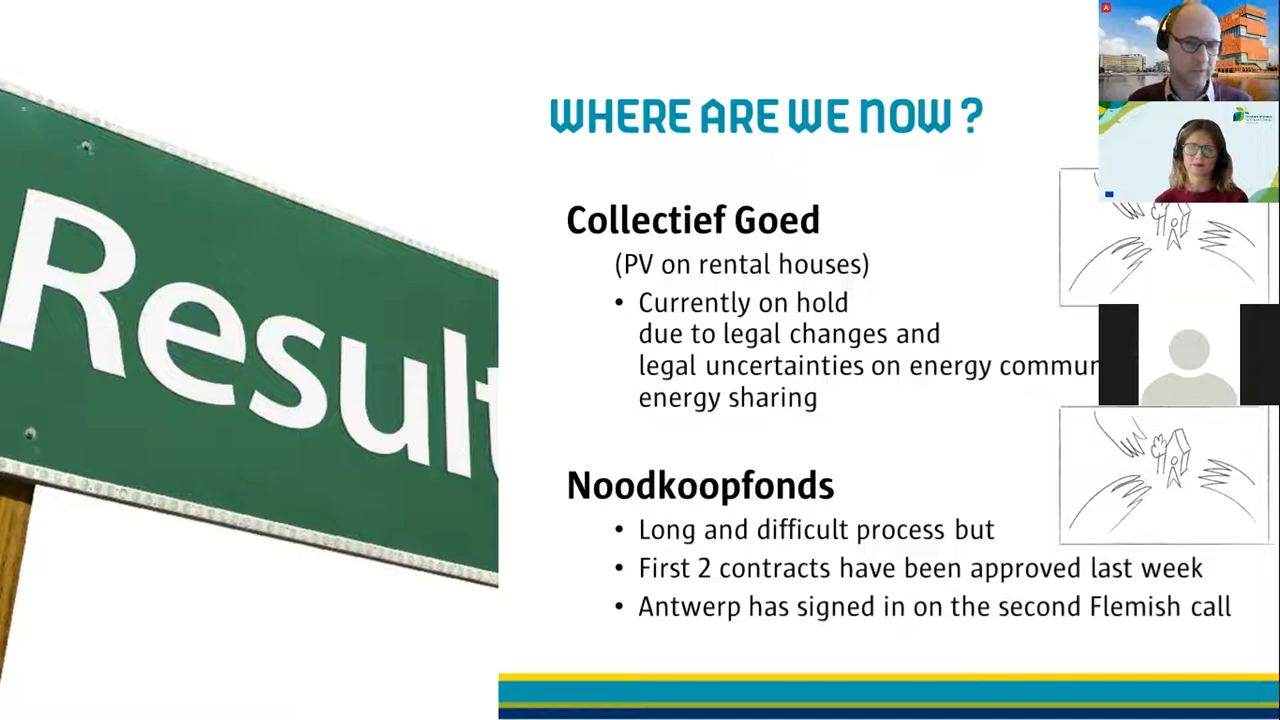 WHERE ARE WE NOW ?
Collectief Goed
(PV on rental houses)
• Currently on hold
due to legal changes and
legal uncertainties on energy commun
energy sharing
Noodkoopfonds
• Long and difficult process but
• First 2 contracts have been approved last week
• Antwerp has signed in on the second Flemish call
Result
A